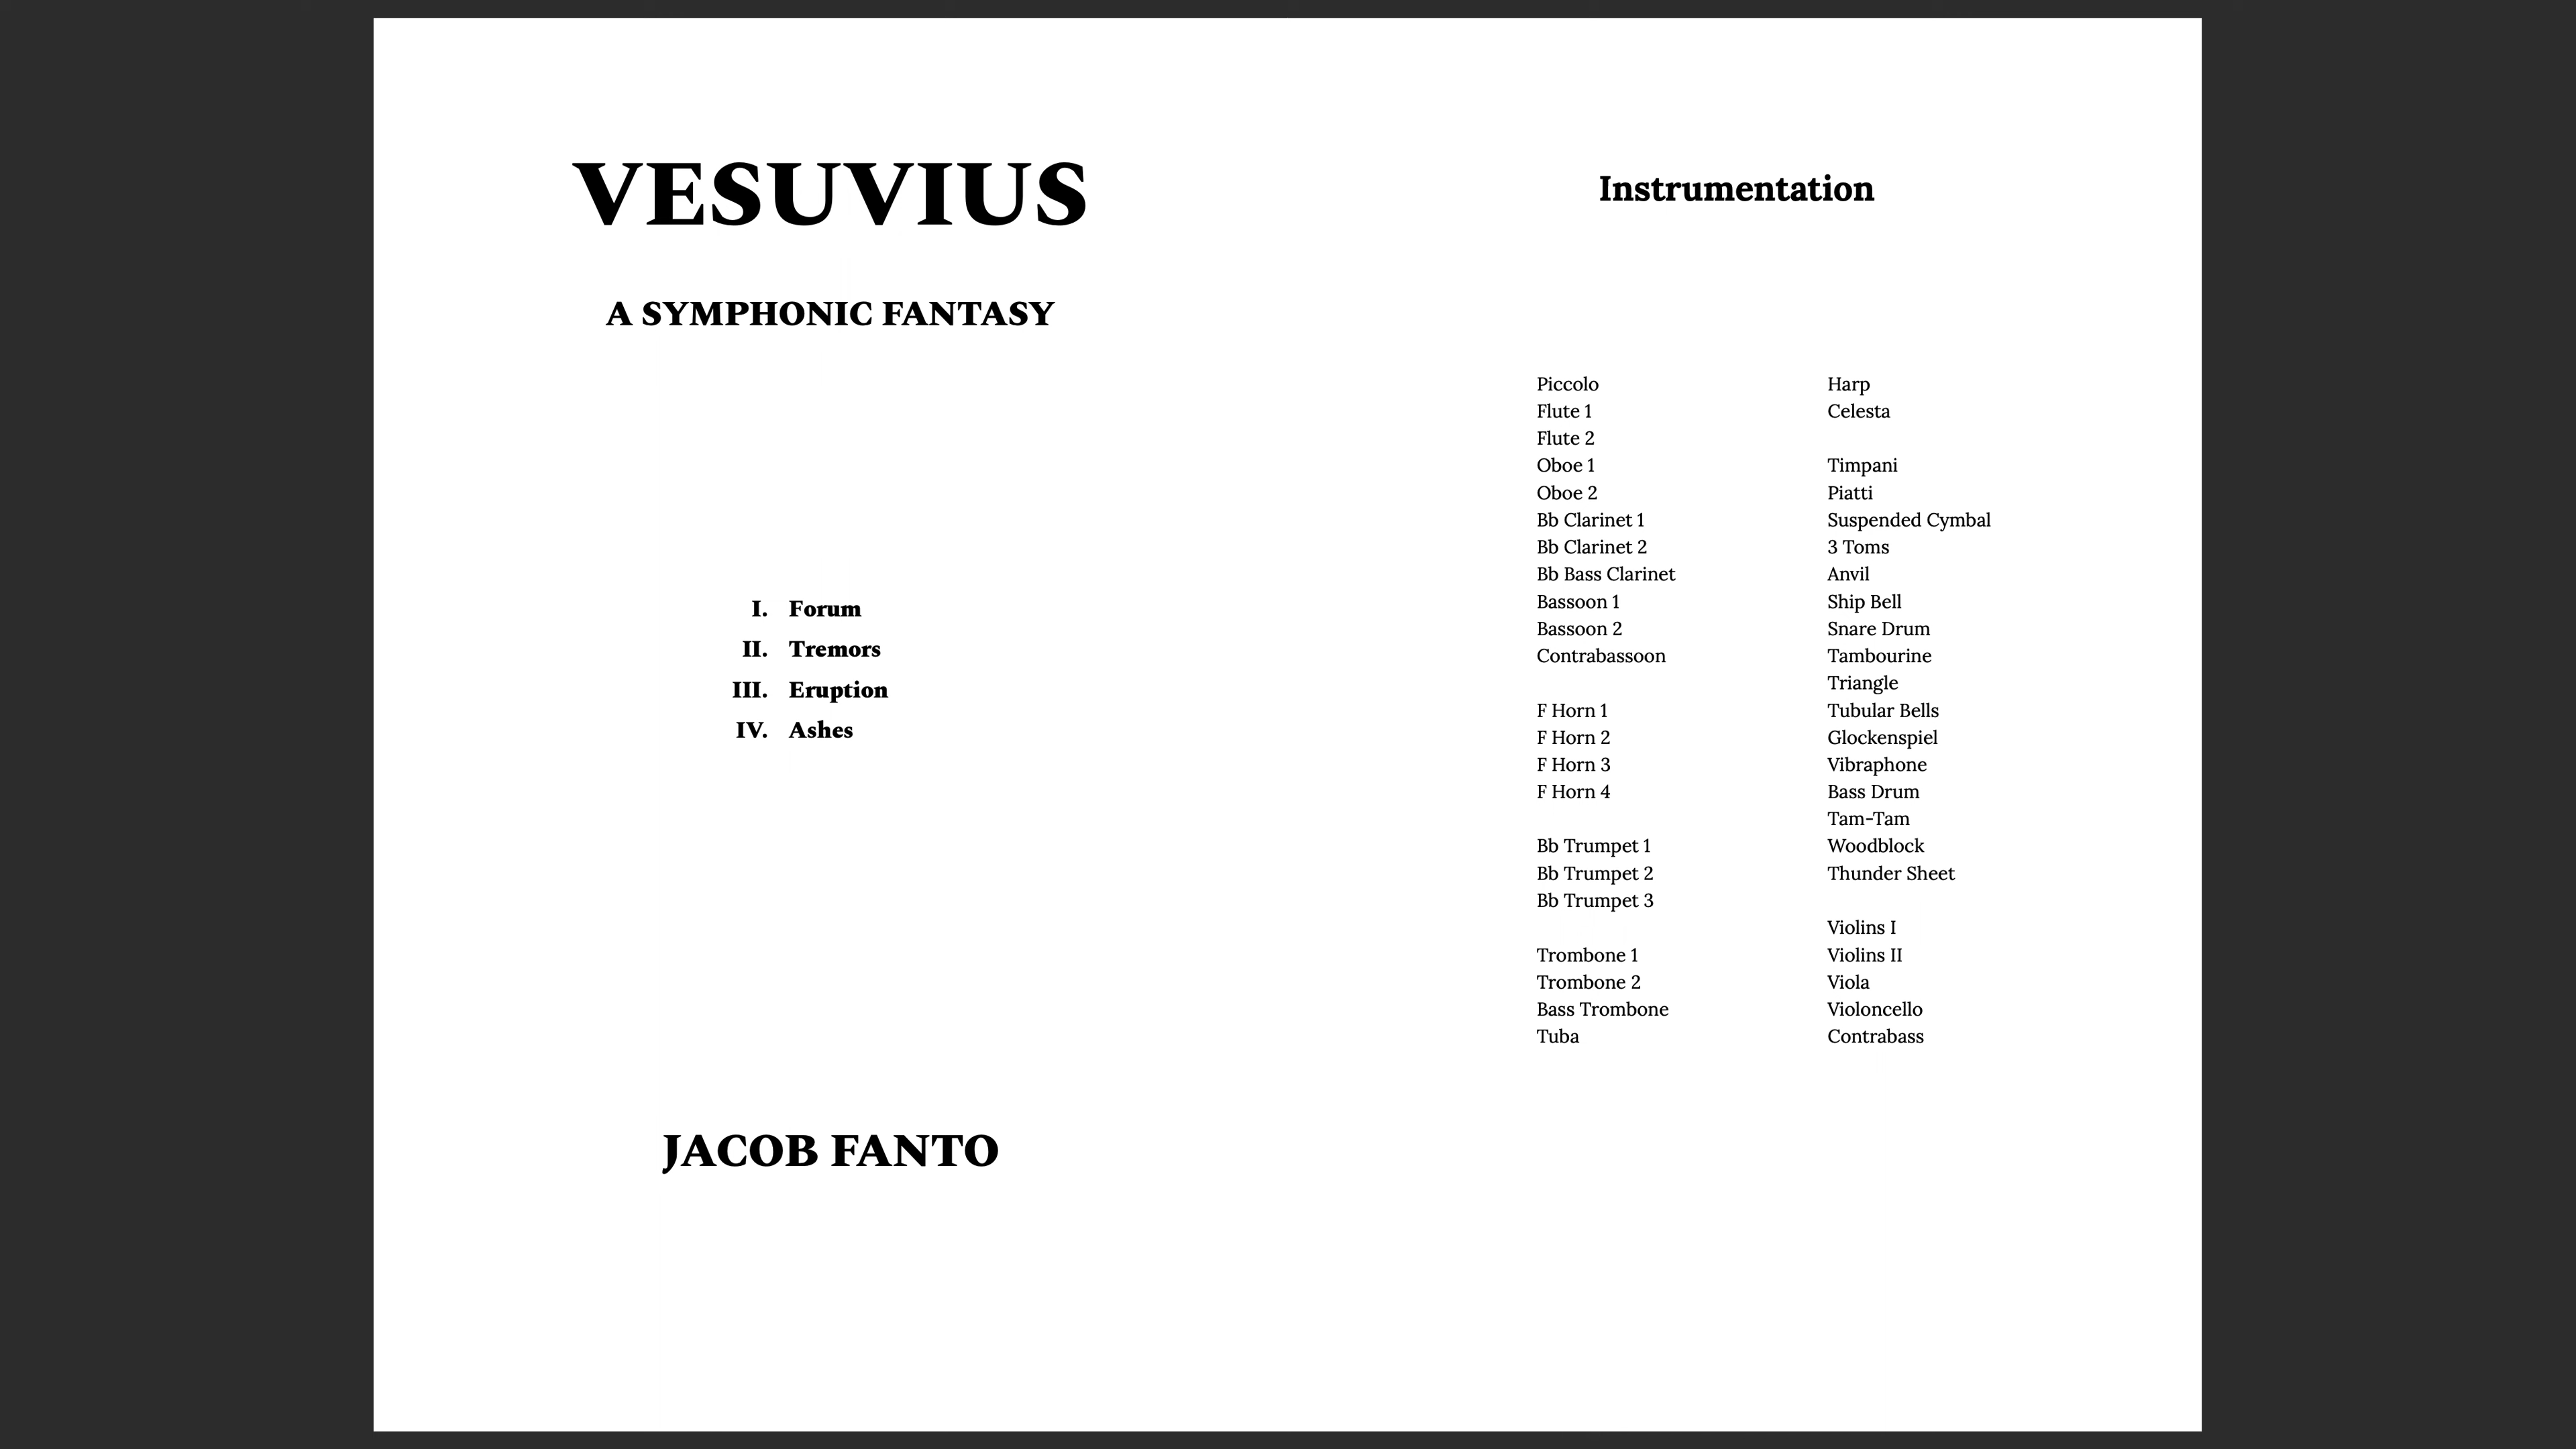 VESUVIUS
A SYMPHONIC FANTASY
I. Forum
II. Tremors
III. Eruption
IV. Ashes
JACOB FANTO
Instrumentation
Piccolo
Flute 1
Flute 2
Oboe 1
Oboe 2
Bb Clarinet 1
Bb Clarinet 2
Bb Bass Clarinet
Bassoon 1
Bassoon 2
Contrabassoon
F Horn 1
F Horn 2
F Horn 3
F Horn 4
Bb Trumpet 1
Bb Trumpet 2
Bb Trumpet 3
Trombone 1
Trombone 2
Bass Trombone
Tuba
Harp
Celesta
Timpani
Piatti
Suspended Cymbal
3 Toms
Anvil
Ship Bell
Snare Drum
Tambourine
Triangle
Tubular Bells
Glockenspiel
Vibraphone
Bass Drum
Tam-Tam
Woodblock
Thunder Sheet
Violins I
Violins II
Viola
Violoncello
Contrabass